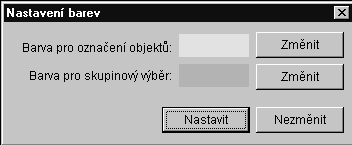 Nastavení barev
Barva pro označení objektů: Změnit
Barva pro skupinový výběr: Změnit
Nastavit Nezměnit